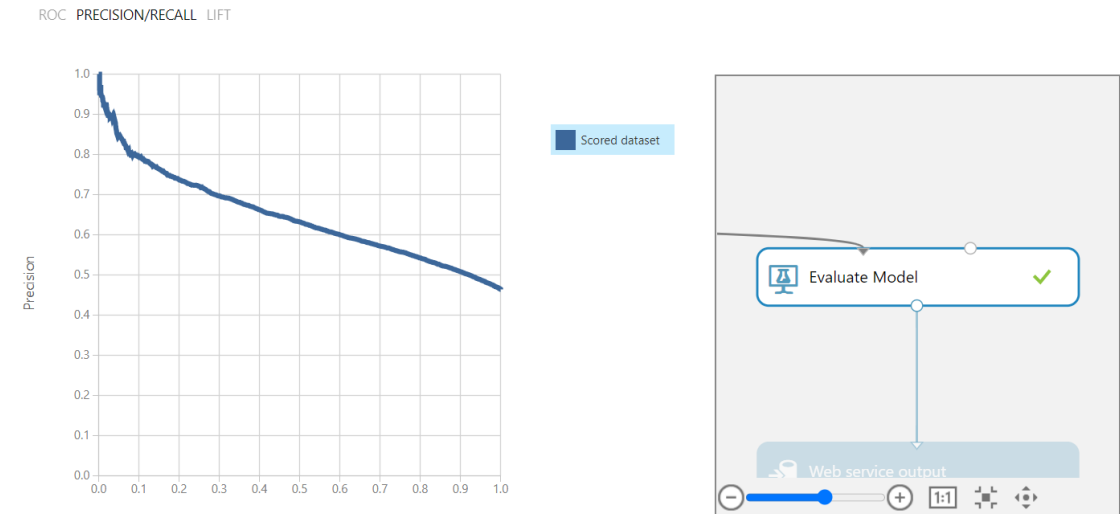 ROC PRECISION/RECALL LIFT
1.0
0.9
0.8
0.7
0.6
0.5
0.4
0.3
0.2
0.1
0.0
Precision
0.0 0.1 0.2 0.3 0.4 0.5 0.6 0.7 0.8 0.9 1.0
Scored dataset
Evaluate Model
Web service output
1:1